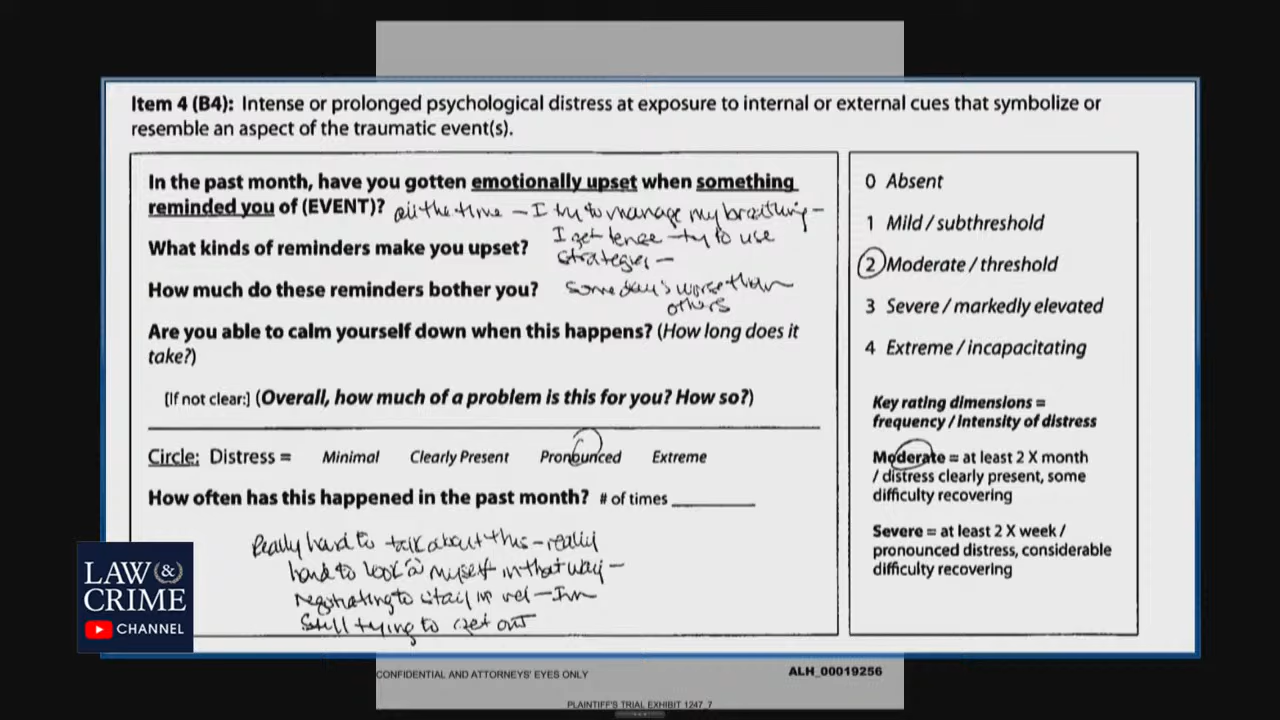 Item 4 (B4): Intense or prolonged psychological distress at exposure to internal or external cues that symbolize or
resemble an aspect of the traumatic event(s).
In the past month, have you gotten emotionally upset when something
reminded you of (EVENT)? all the time – I try to manage my breathing –
What kinds of reminders make you upset? I get tense – try to use
strategies –
How much do these reminders bother you? some day's worse than
others
Are you able to calm yourself down when this happens? (How long does it
take?)
[If not clear:] (Overall, how much of a problem is this for you? How so?)
Circle: Distress = Minimal Clearly Present Pronounced Extreme
How often has this happened in the past month? # of times ________
Really hard to talk about this – really
hard to look @ myself in that way –
negotiating to stay in rel – I'm
still trying to get out
0 Absent
1 Mild / subthreshold
2 Moderate / threshold
3 Severe / markedly elevated
4 Extreme / incapacitating
Key rating dimensions =
frequency / intensity of distress
Moderate = at least 2 X month
/ distress clearly present, some
difficulty recovering
Severe = at least 2 X week /
pronounced distress, considerable
difficulty recovering
LAW &
CRIME
CHANNEL
CONFIDENTIAL AND ATTORNEYS' EYES ONLY
ALH_00019256
PLAINTIFF'S TRIAL EXHIBIT 1247_7